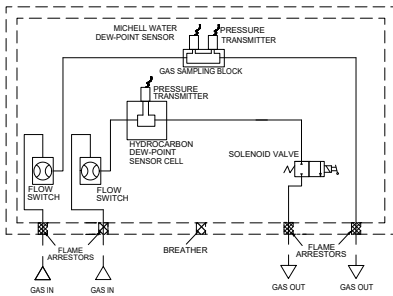 MICHELL WATER
DEW-POINT SENSOR
PRESSURE
TRANSMITTER
GAS SAMPLING BLOCK
PRESSURE
TRANSMITTER
HYDROCARBON
DEW-POINT
SENSOR CELL
SOLENOID VALVE
FLOW
SWITCH
FLOW
SWITCH
FLAME
ARRESTORS
BREATHER
FLAME
ARRESTORS
GAS IN
GAS IN
GAS OUT
GAS OUT